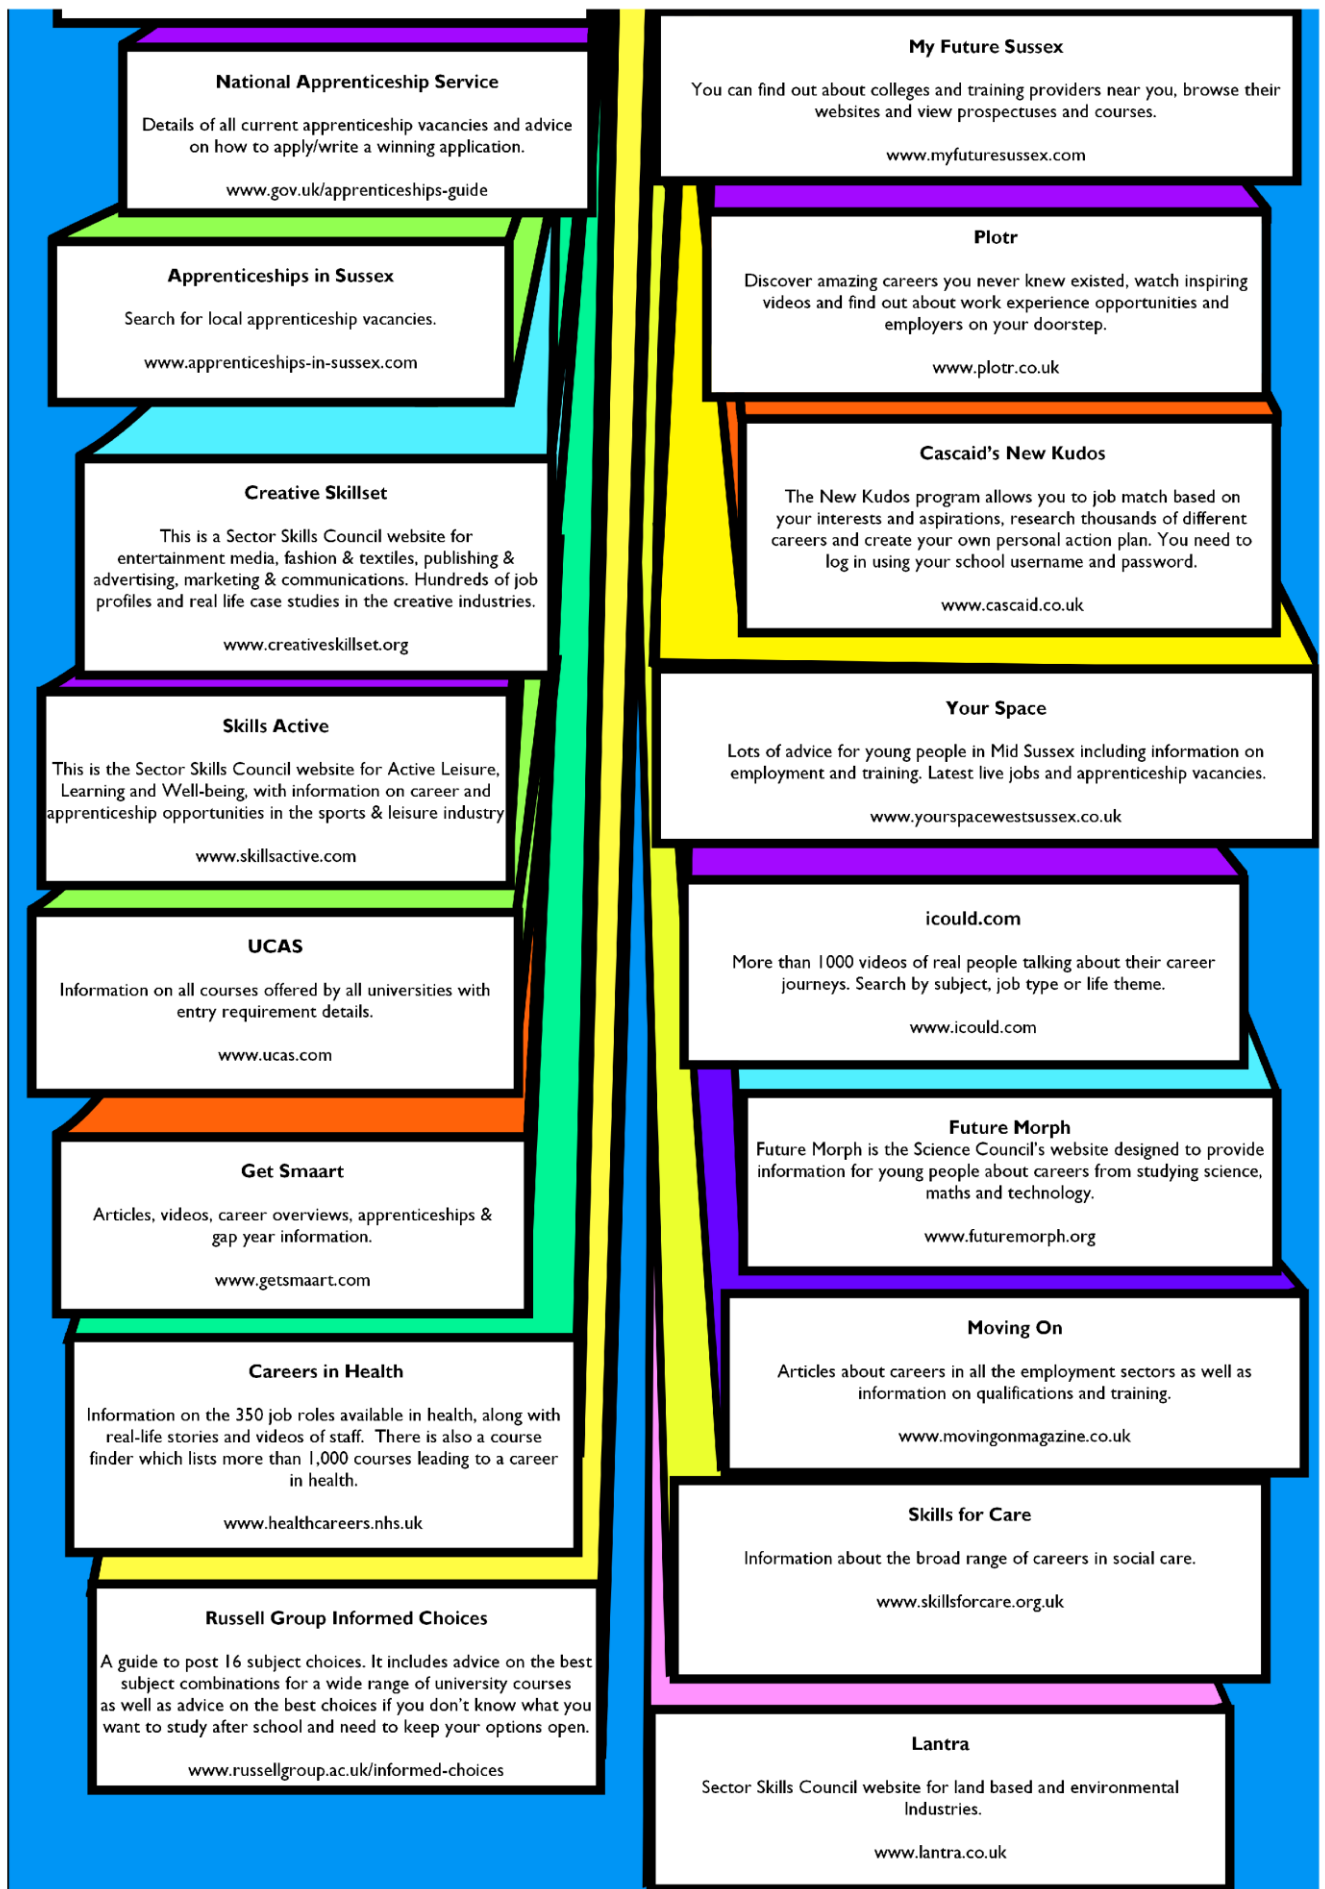 National Apprenticeship Service
Details of all current apprenticeship vacancies and advice
on how to apply/write a winning application.
www.gov.uk/apprenticeships-guide
Apprenticeships in Sussex
Search for local apprenticeship vacancies.
www.apprenticeships-in-sussex.com
Creative Skillset
This is a Sector Skills Council website for
entertainment media, fashion & textiles, publishing &
advertising, marketing & communications. Hundreds of job
profiles and real life case studies in the creative industries.
www.creativeskillset.org
Skills Active
This is the Sector Skills Council website for Active Leisure,
Learning and Well-being, with information on career and
apprenticeship opportunities in the sports & leisure industry
www.skillsactive.com
UCAS
Information on all courses offered by all universities with
entry requirement details.
www.ucas.com
Get Smaart
Articles, videos, career overviews, apprenticeships &
gap year information.
www.getsmaart.com
Careers in Health
Information on the 350 job roles available in health, along with
real-life stories and videos of staff. There is also a course
finder which lists more than 1,000 courses leading to a career
in health.
www.healthcareers.nhs.uk
Russell Group Informed Choices
A guide to post 16 subject choices. It includes advice on the best
subject combinations for a wide range of university courses
as well as advice on the best choices if you don't know what you
want to study after school and need to keep your options open.
www.russellgroup.ac.uk/informed-choices
My Future Sussex
You can find out about colleges and training providers near you, browse their
websites and view prospectuses and courses.
www.myfuturesussex.com
Plotr
Discover amazing careers you never knew existed, watch inspiring
videos and find out about work experience opportunities and
employers on your doorstep.
www.plotr.co.uk
Cascaid's New Kudos
The New Kudos program allows you to job match based on
your interests and aspirations, research thousands of different
careers and create your own personal action plan. You need to
log in using your school username and password.
www.cascaid.co.uk
Your Space
Lots of advice for young people in Mid Sussex including information on
employment and training. Latest live jobs and apprenticeship vacancies.
www.yourspacewestsussex.co.uk
icould.com
More than 1000 videos of real people talking about their career
journeys. Search by subject, job type or life theme.
www.icould.com
Future Morph
Future Morph is the Science Council's website designed to provide
information for young people about careers from studying science,
maths and technology.
www.futuremorph.org
Moving On
Articles about careers in all the employment sectors as well as
information on qualifications and training.
www.movingonmagazine.co.uk
Skills for Care
Information about the broad range of careers in social care.
www.skillsforcare.org.uk
Lantra
Sector Skills Council website for land based and environmental
Industries.
www.lantra.co.uk